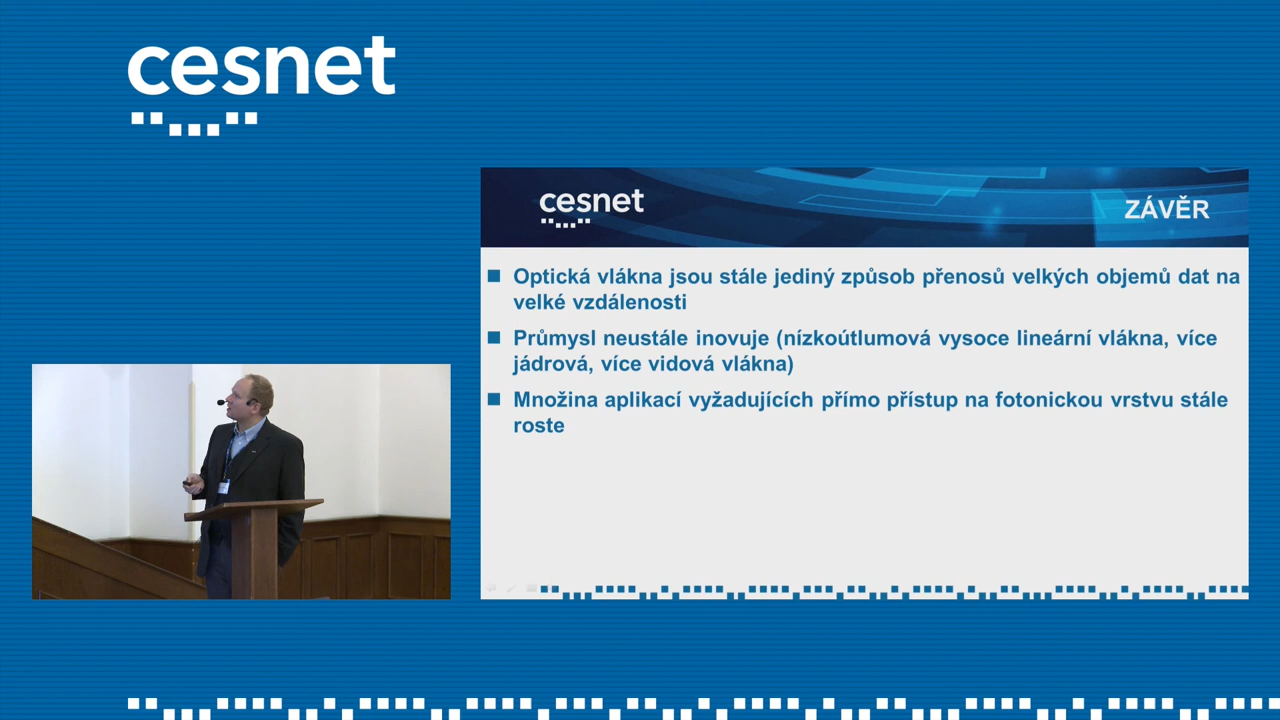 cesnet
cesnet
ZÁVĚR
Optická vlákna jsou stále jediný způsob přenosů velkých objemů dat na
velké vzdálenosti
Průmysl neustále inovuje (nízkoútlumová vysoce lineární vlákna, více
jádrová, více vidová vlákna)
Množina aplikací vyžadujících přímo přístup na fotonickou vrstvu stále
roste